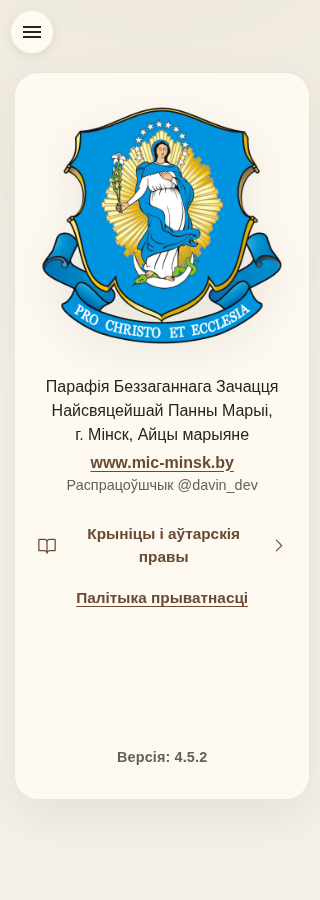 PRO CHRISTO ET ECCLESIA
Парафія Беззаганнага Зачацця
Найсвяцейшай Панны Марыі,
г. Мінск, Айцы марыяне
www.mic-minsk.by
Распрацоўшчык @davin_dev
Крыніцы і аўтарскія
правы
Палітыка прыватнасці
Версія: 4.5.2